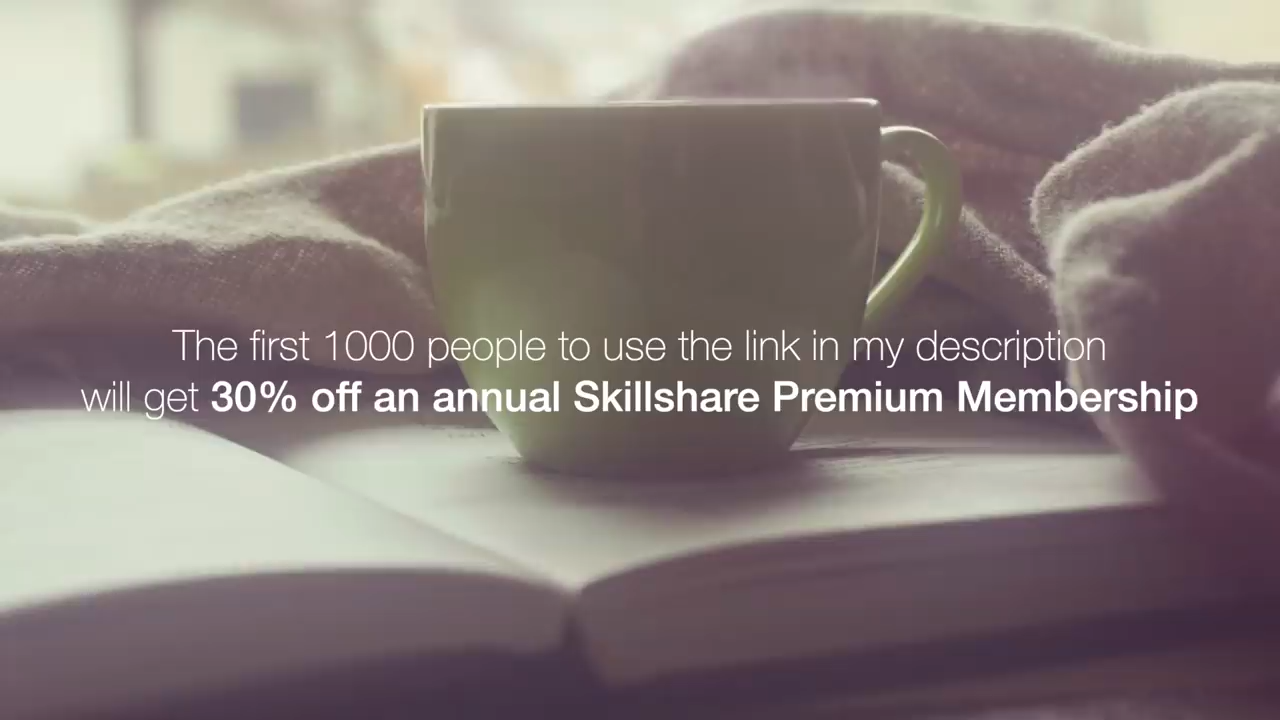 The first 1000 people to use the link in my description
will get 30% off an annual Skillshare Premium Membership